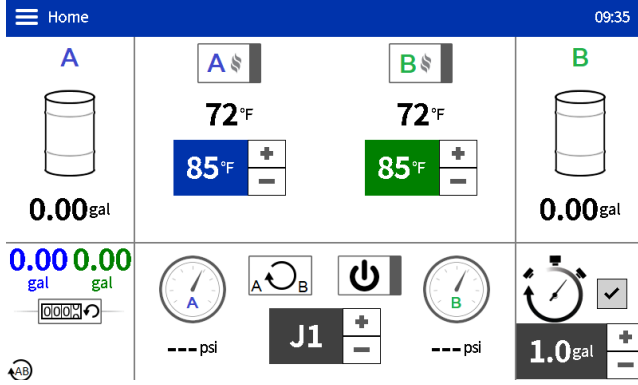 Home 09:35
A A B B
72°F 72°F
85°F + − 85°F + −
0.00gal 0.00gal
0.00 0.00
gal gal
A A B B
J1 + −
---psi ---psi
1.0gal + −
AB